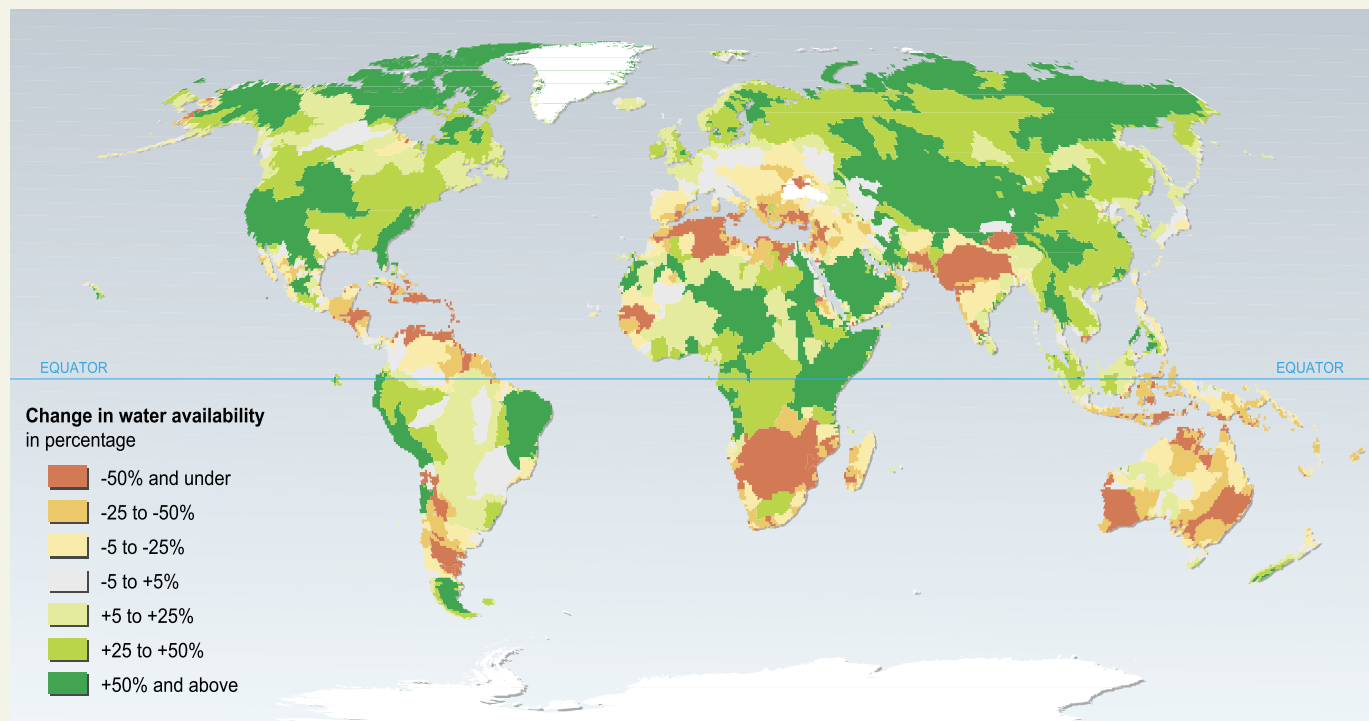 EQUATOR
EQUATOR
Change in water availability
in percentage
-50% and under
-25 to -50%
-5 to -25%
-5 to +5%
+5 to +25%
+25 to +50%
+50% and above